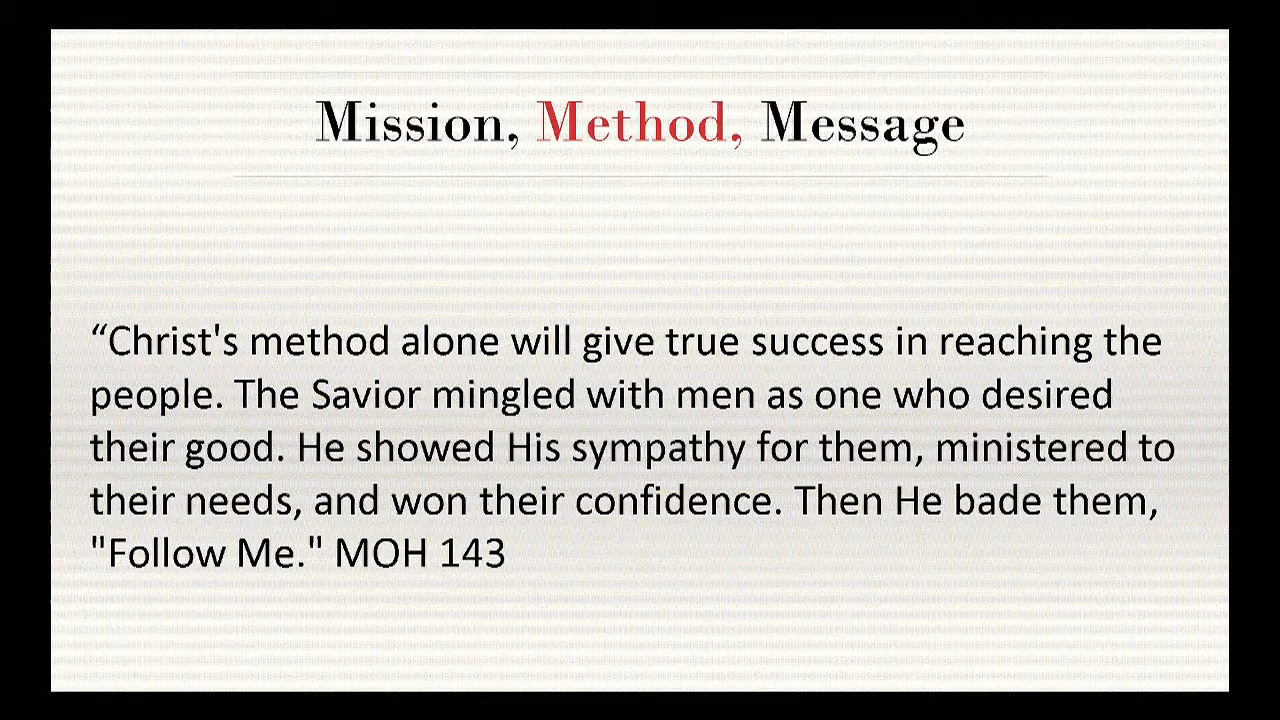 Mission, Method, Message
“Christ's method alone will give true success in reaching the
people. The Savior mingled with men as one who desired
their good. He showed His sympathy for them, ministered to
their needs, and won their confidence. Then He bade them,
"Follow Me." MOH 143